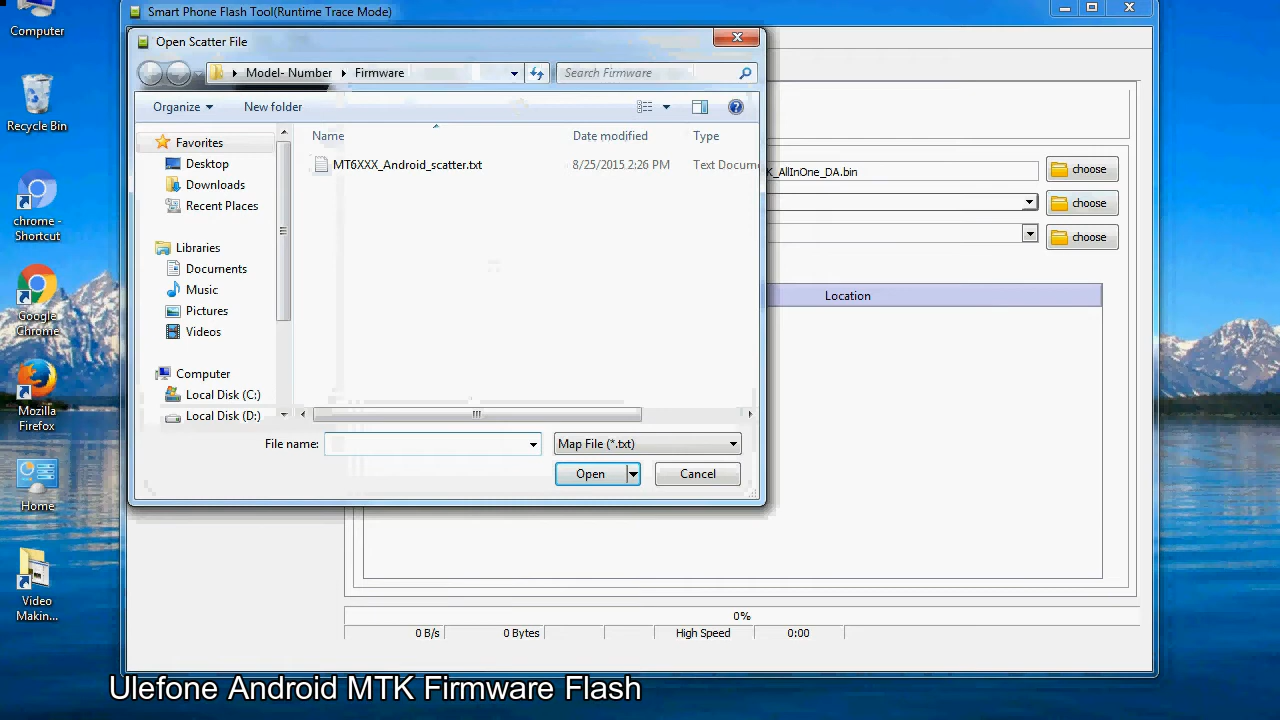 Computer
Recycle Bin
chrome -
Shortcut
Google
Chrome
Mozilla
Firefox
Home
Video
Makin...
Smart Phone Flash Tool(Runtime Trace Mode)
Open Scatter File
Model- Number
Firmware
Search Firmware
Organize
New folder
Favorites
Desktop
Downloads
Recent Places
Libraries
Documents
Music
Pictures
Videos
Computer
Local Disk (C:)
Local Disk (D:)
Name
Date modified
Type
MT6XXX_Android_scatter.txt
8/25/2015 2:26 PM
Text Docum
File name:
Map File (*.txt)
Open
Cancel
K_AllInOne_DA.bin
choose
choose
choose
Location
0%
0 B/s
0 Bytes
High Speed
0:00
Ulefone Android MTK Firmware Flash